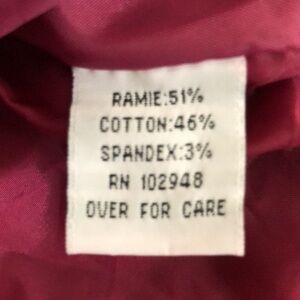 RAMIE:51%
COTTON:46%
SPANDEX:3%
RN 102948
OVER FOR CARE